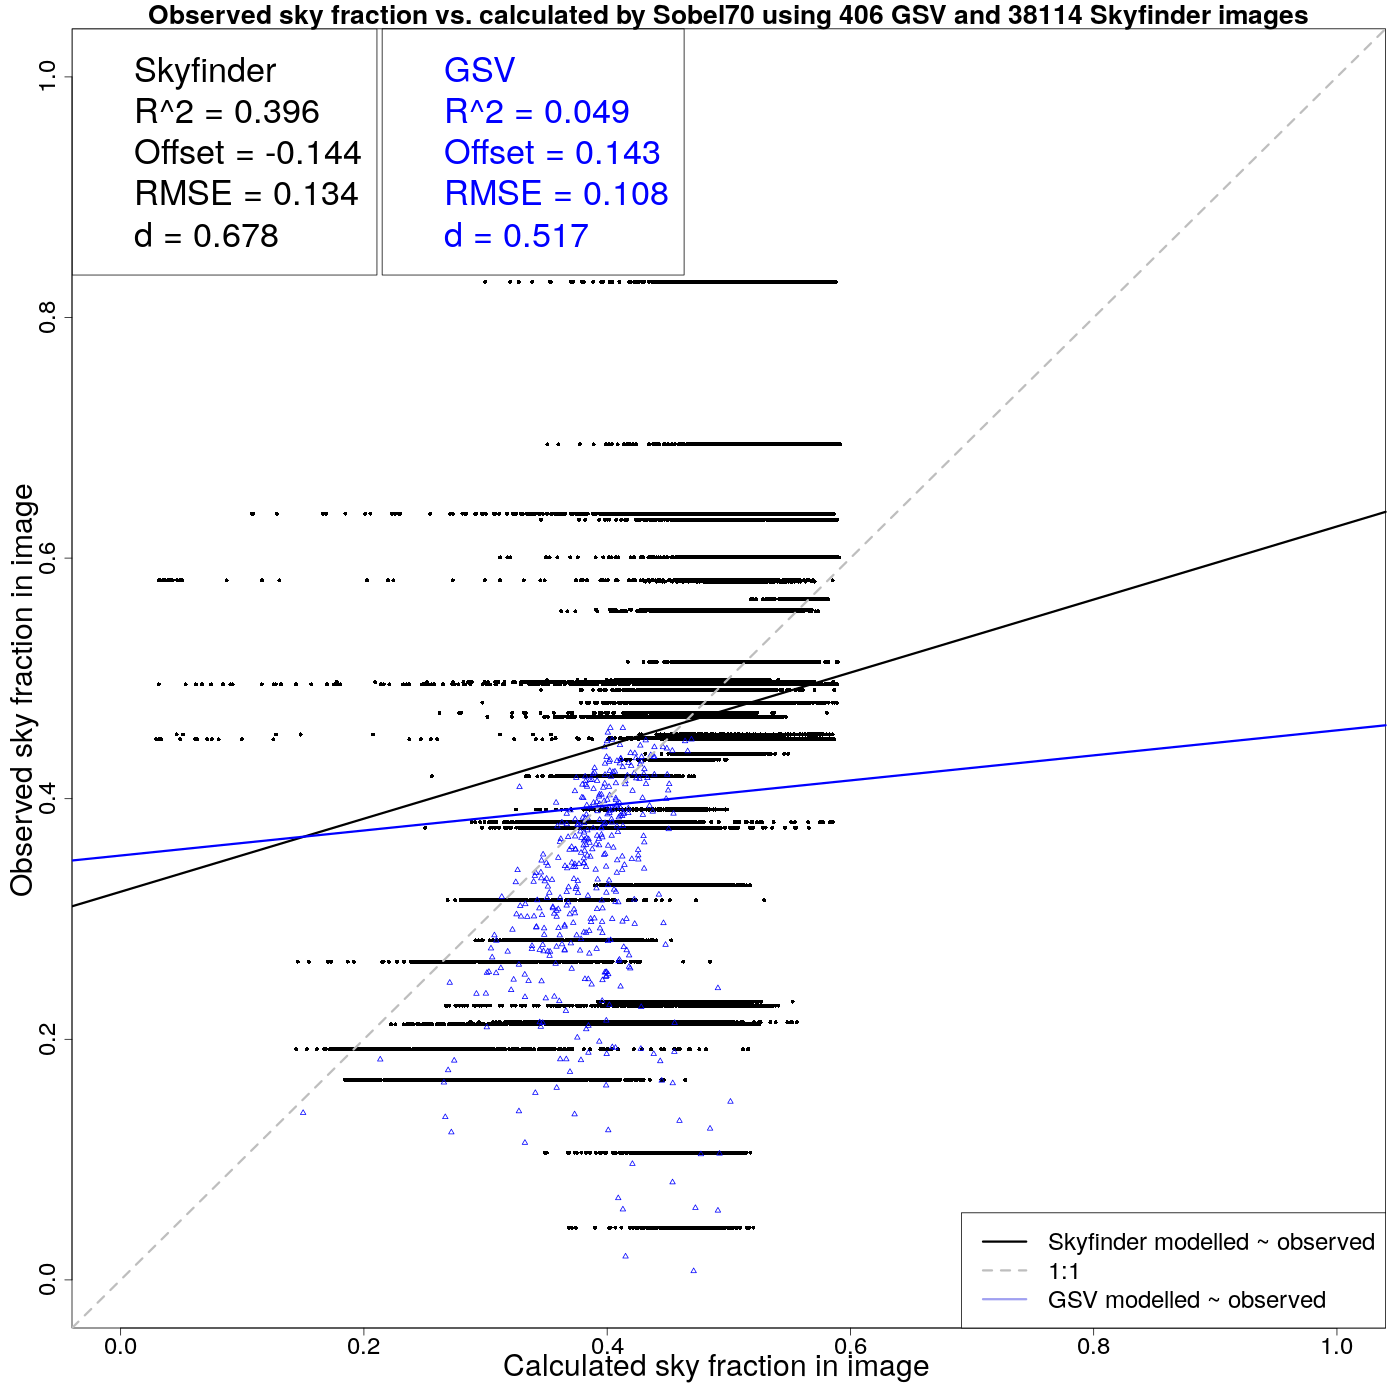 Observed sky fraction vs. calculated by Sobel70 using 406 GSV and 38114 Skyfinder images
Skyfinder
R^2 = 0.396
Offset = -0.144
RMSE = 0.134
d = 0.678
GSV
R^2 = 0.049
Offset = 0.143
RMSE = 0.108
d = 0.517
Observed sky fraction in image
1.0
0.8
0.6
0.4
0.2
0.0
Skyfinder modelled ~ observed
1:1
GSV modelled ~ observed
0.0 0.2 0.4 0.6 0.8 1.0
Calculated sky fraction in image